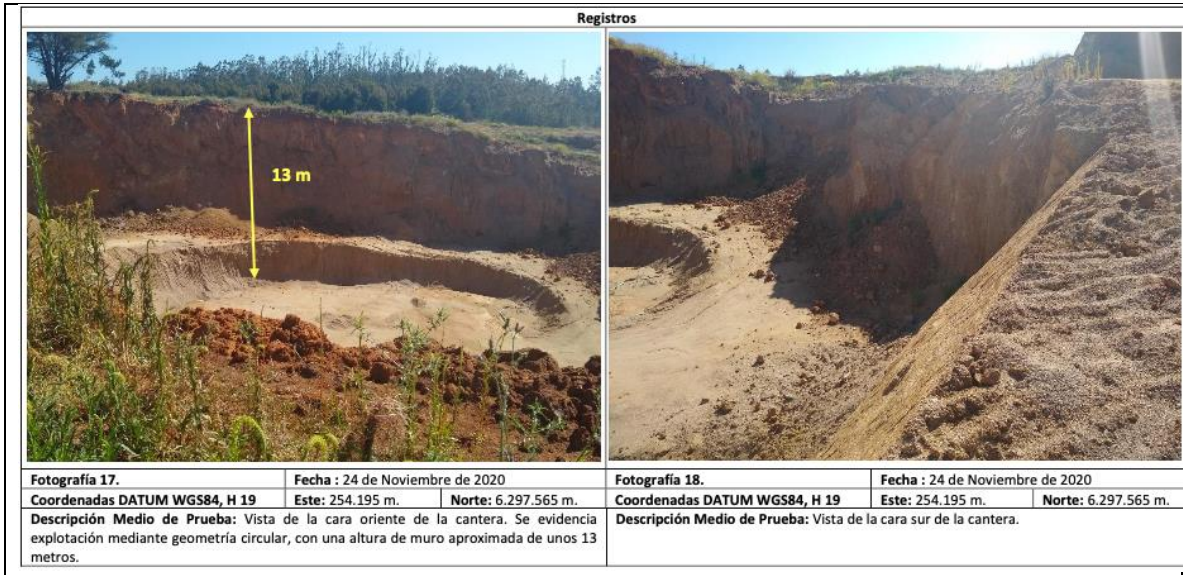 Registros
13 m
Fotografía 17.
Fecha : 24 de Noviembre de 2020
Coordenadas DATUM WGS84, H 19
Este: 254.195 m.
Norte: 6.297.565 m.
Descripción Medio de Prueba: Vista de la cara oriente de la cantera. Se evidencia
explotación mediante geometría circular, con una altura de muro aproximada de unos 13
metros.
Fotografía 18.
Fecha : 24 de Noviembre de 2020
Coordenadas DATUM WGS84, H 19
Este: 254.195 m.
Norte: 6.297.565 m.
Descripción Medio de Prueba: Vista de la cara sur de la cantera.